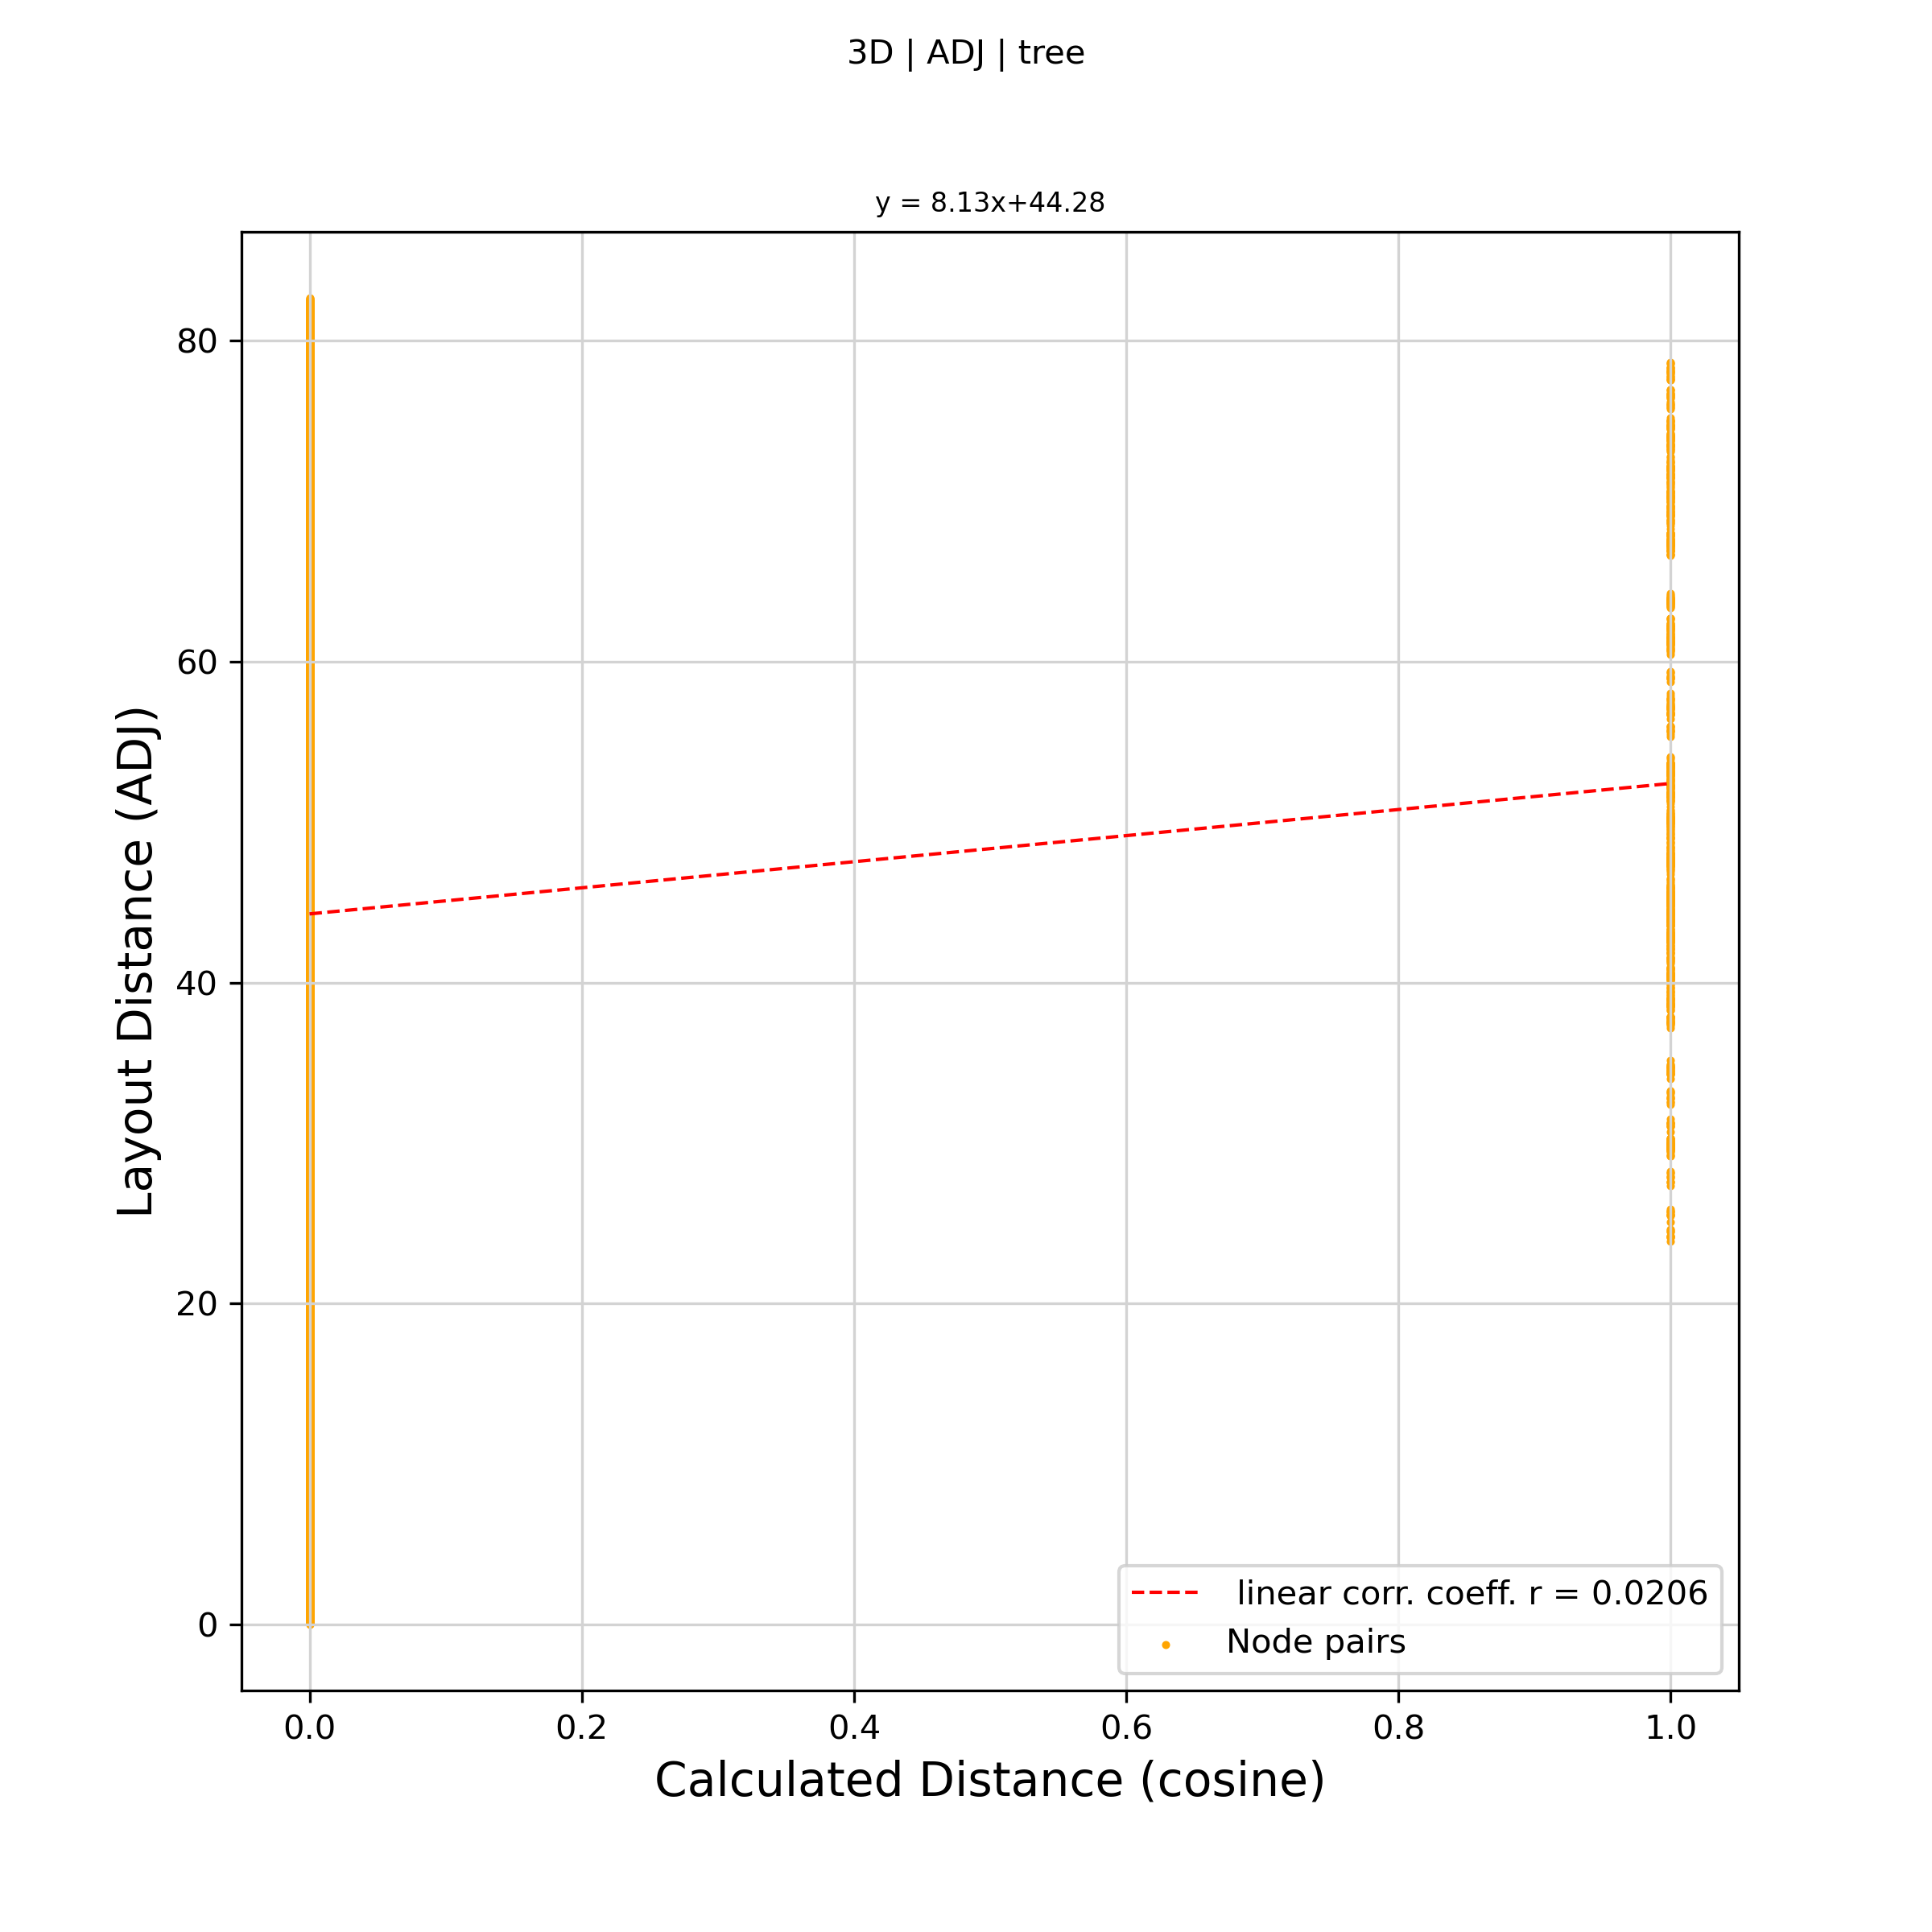 3D | ADJ | tree
y = 8.13x+44.28
80
60
40
20
0
Layout Distance (ADJ)
linear corr. coeff. r = 0.0206
Node pairs
0.0 0.2 0.4 0.6 0.8 1.0
Calculated Distance (cosine)